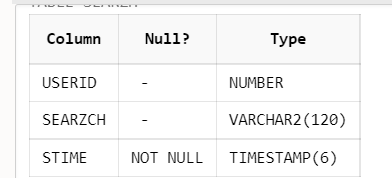 Column Null? Type
USERID - NUMBER
SEARZCH - VARCHAR2(120)
STIME NOT NULL TIMESTAMP(6)